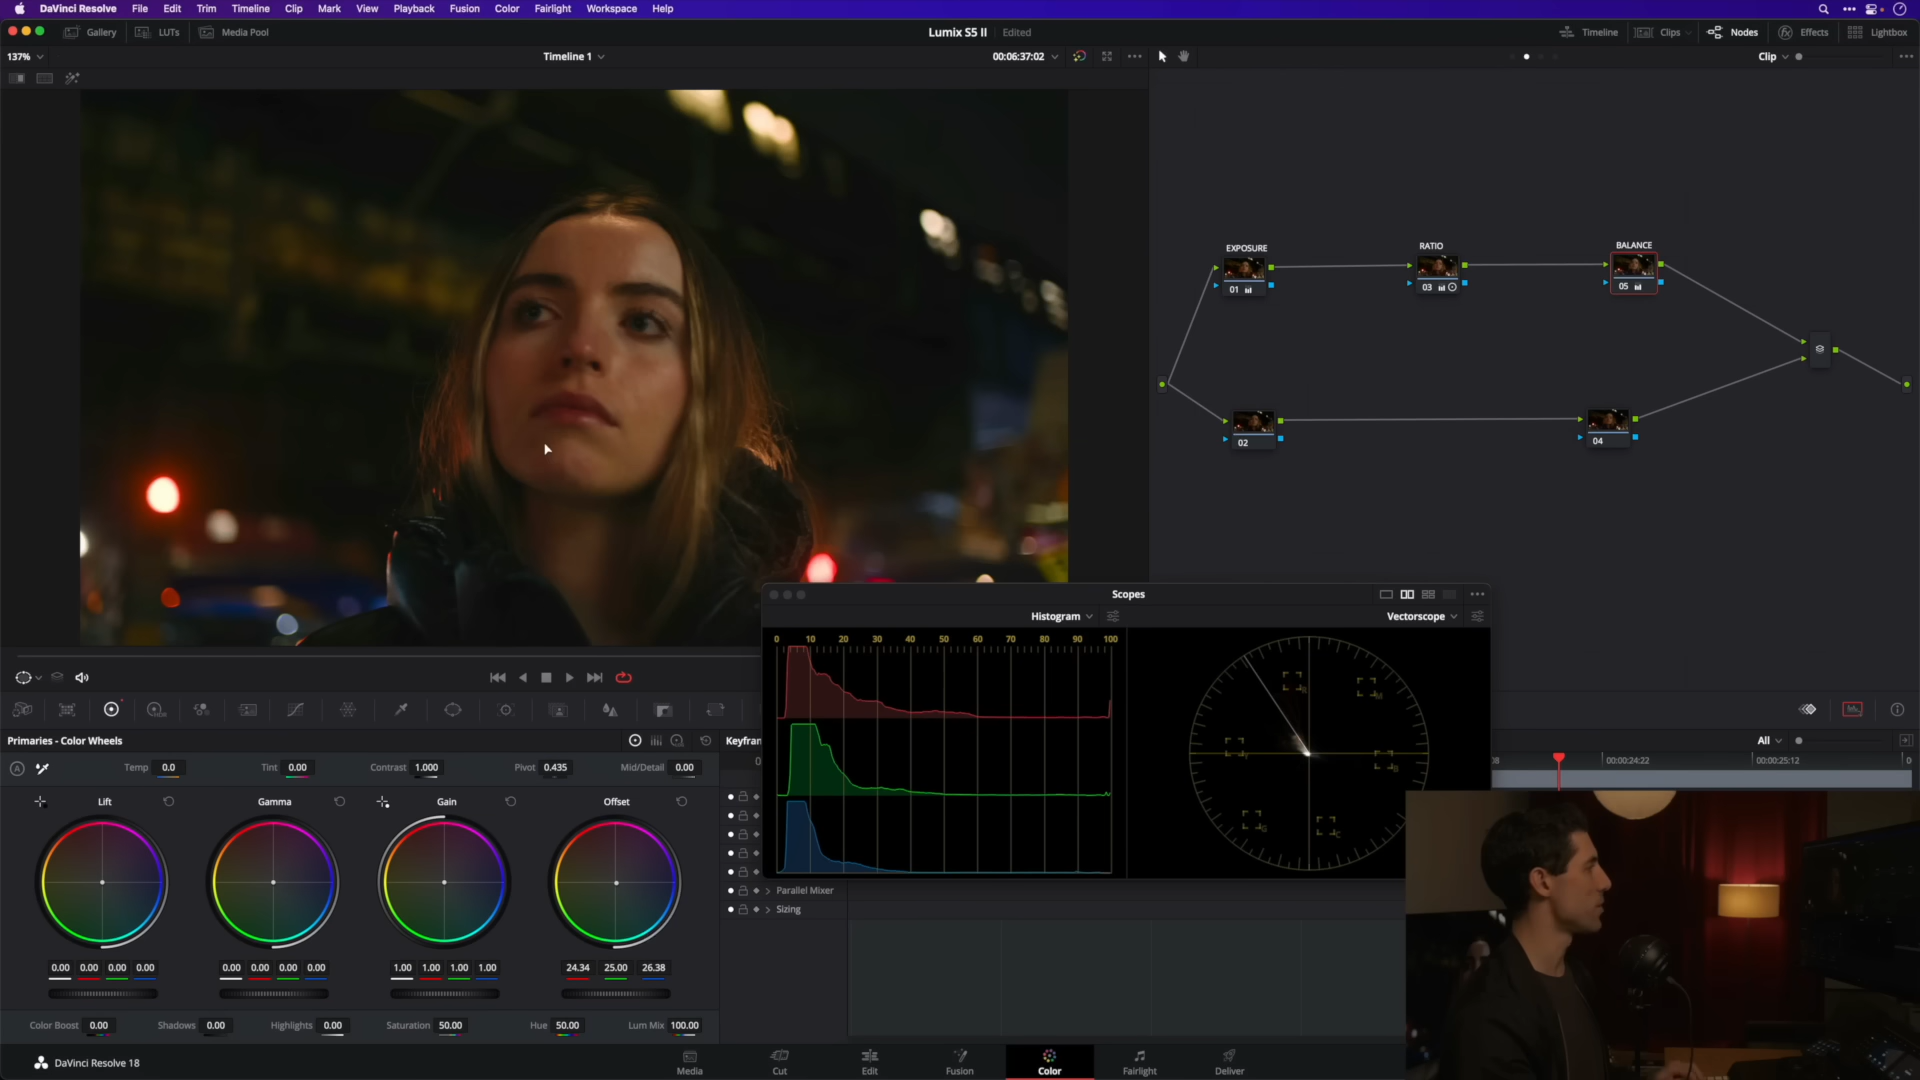 DaVinci Resolve File Edit Trim Timeline Clip Mark View Playback Fusion Color Fairlight Workspace Help
Gallery LUTs Media Pool Lumix S5 II Edited Timeline Clips Nodes Effects Lightbox
137% Timeline 1 00:06:37:02 Clip
EXPOSURE RATIO BALANCE
01 03 05
02 04
Scopes
Histogram Vectorscope
0 10 20 30 40 50 60 70 80 90 100
R M
Y B
G C
Primaries - Color Wheels Keyfram All
Temp 0.0 Tint 0.00 Contrast 1.000 Pivot 0.435 Mid/Detail 0.00
00:00:24:22 00:00:25:12
Lift Gamma Gain Offset
Parallel Mixer
Sizing
0.00 0.00 0.00 0.00 0.00 0.00 0.00 0.00 1.00 1.00 1.00 1.00 24.34 25.00 26.38
Color Boost 0.00 Shadows 0.00 Highlights 0.00 Saturation 50.00 Hue 50.00 Lum Mix 100.00
DaVinci Resolve 18 Media Cut Edit Fusion Color Fairlight Deliver